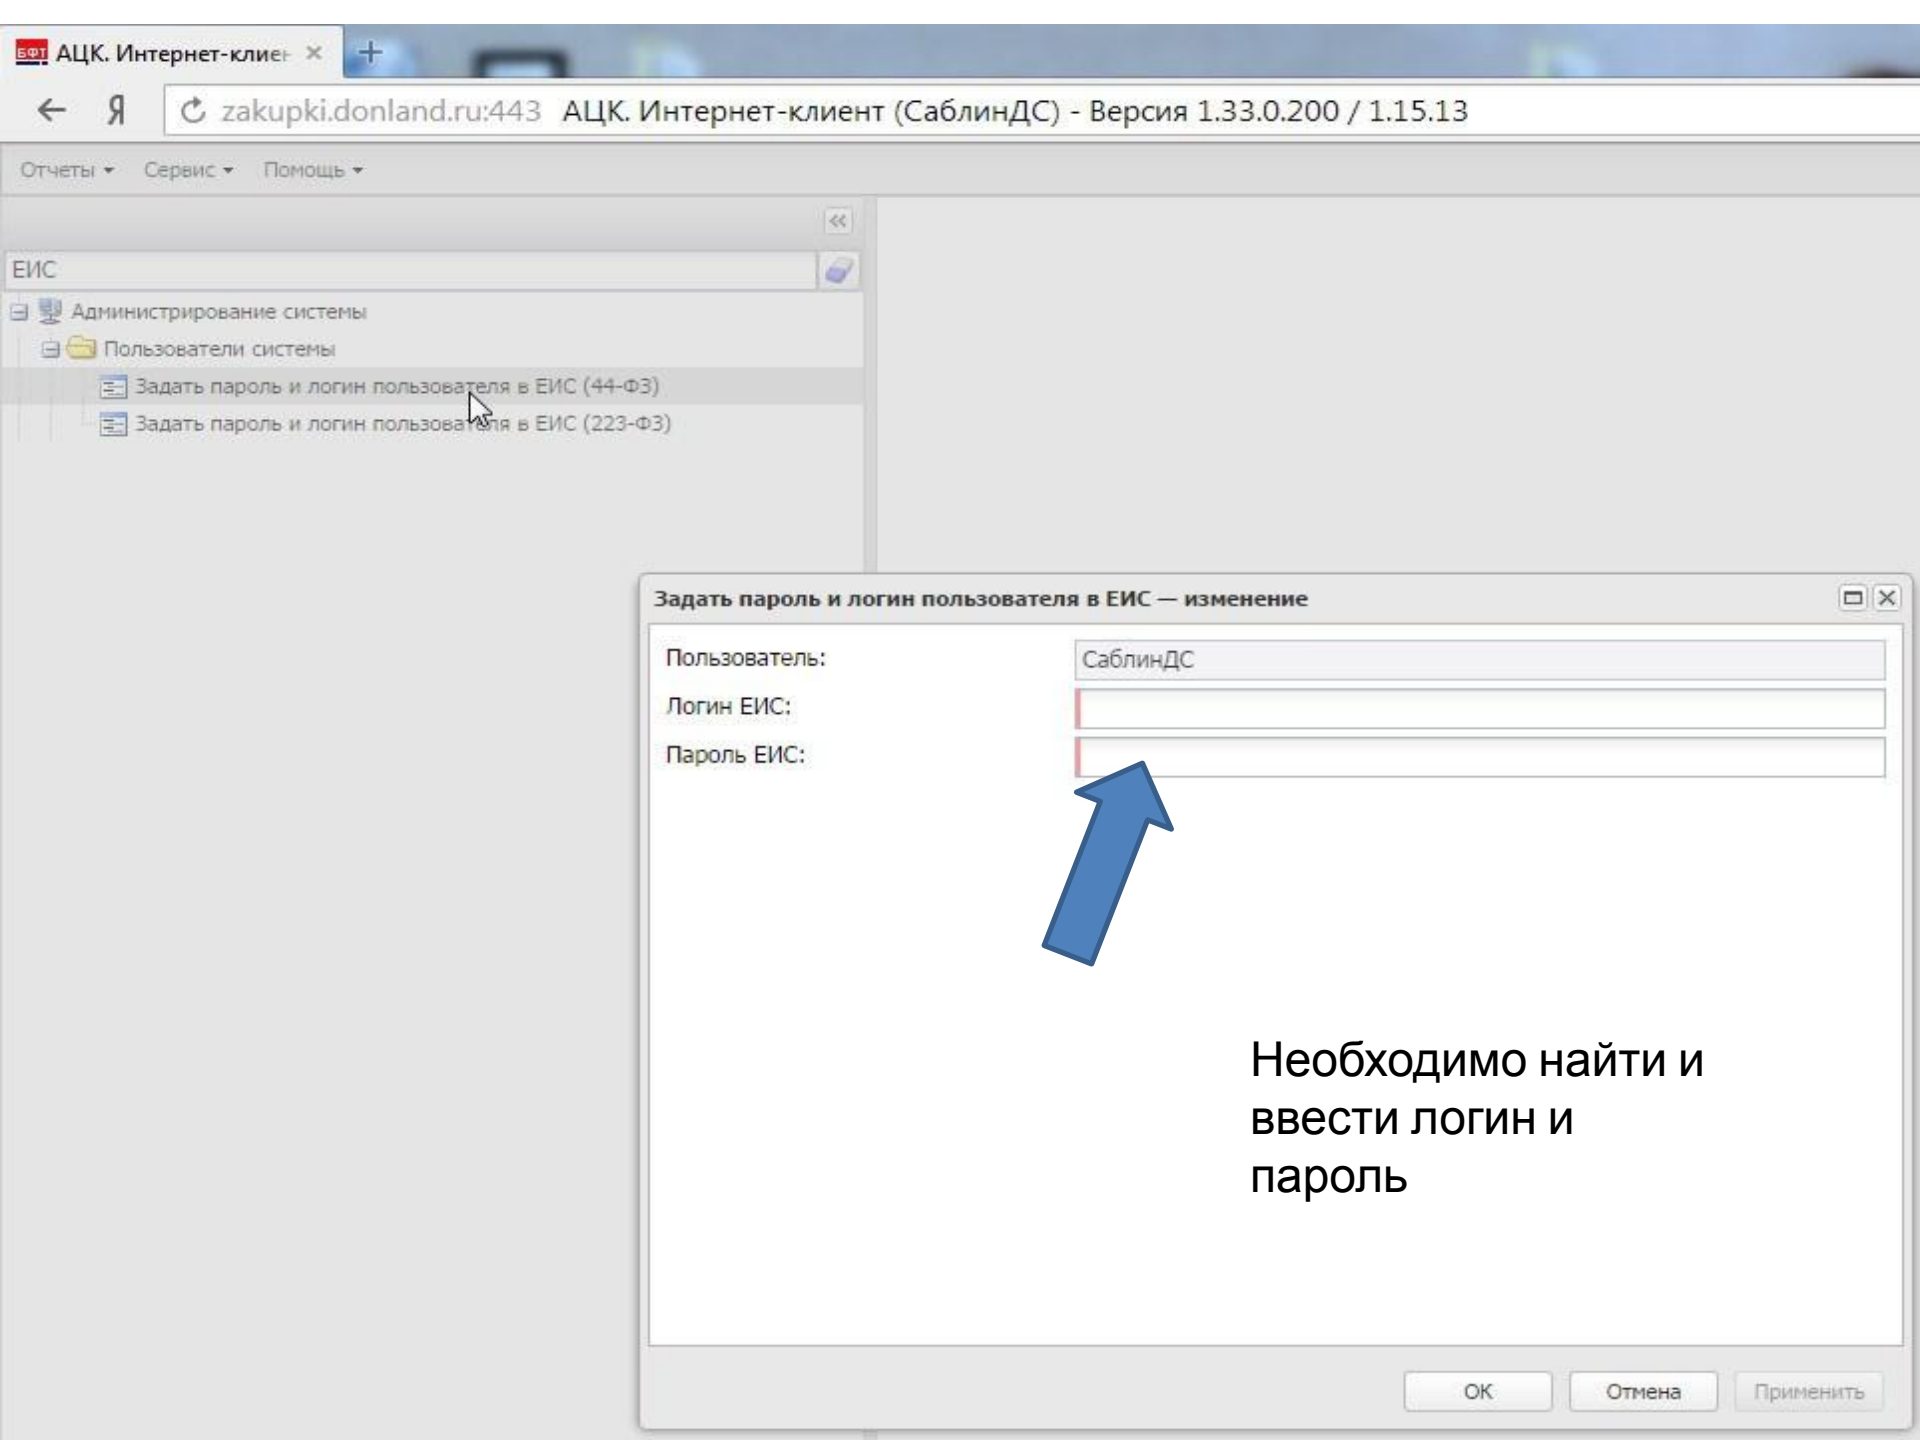 БФТ АЦК. Интернет-клиен
Я zakupki.donland.ru:443 АЦК. Интернет-клиент (СаблинДС) - Версия 1.33.0.200 / 1.15.13
Отчеты Сервис Помощь
ЕИС
Администрирование системы
Пользователи системы
Задать пароль и логин пользователя в ЕИС (44-ФЗ)
Задать пароль и логин пользователя в ЕИС (223-ФЗ)
Задать пароль и логин пользователя в ЕИС — изменение
Пользователь: СаблинДС
Логин ЕИС:
Пароль ЕИС:
Необходимо найти и
ввести логин и
пароль
ОК Отмена Применить